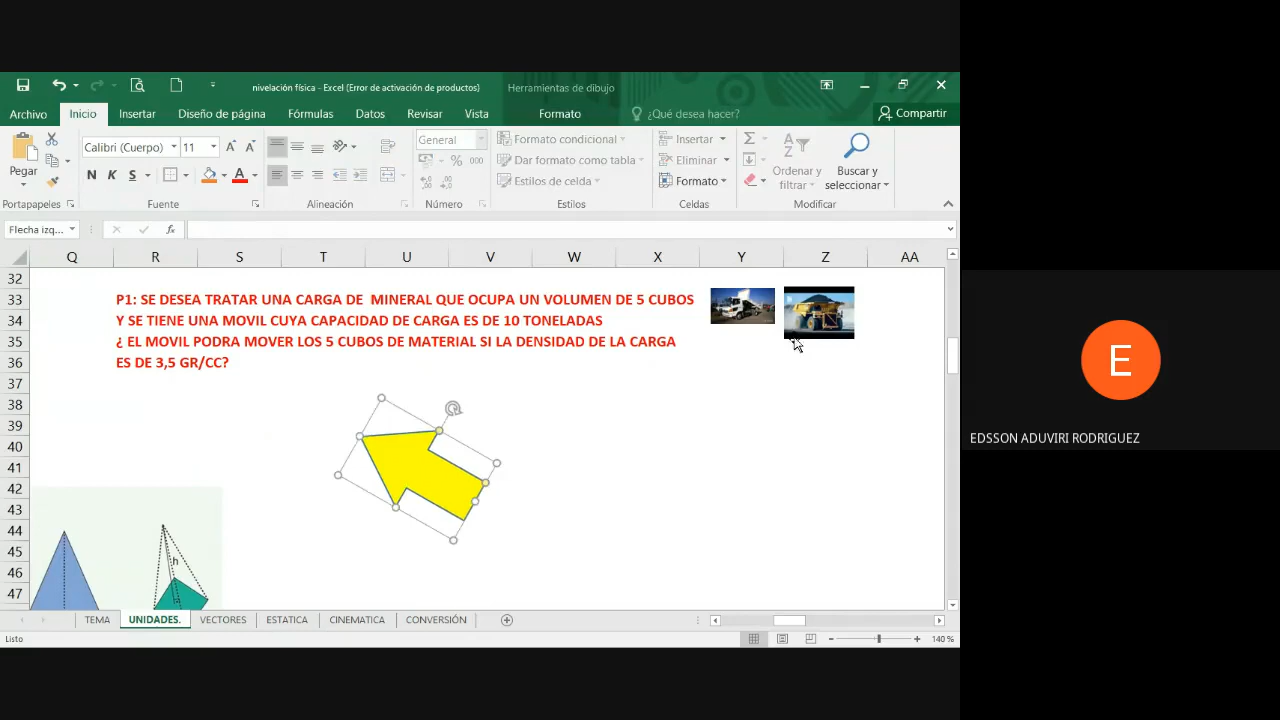 nivelación física - Excel (Error de activación de productos)
Herramientas de dibujo
Archivo
Inicio
Insertar
Diseño de página
Fórmulas
Datos
Revisar
Vista
Formato
¿Qué desea hacer?
Compartir
Pegar
Calibri (Cuerpo)
11
N K S
A
General
% 000
Formato condicional
Dar formato como tabla
Estilos de celda
Insertar
Eliminar
Formato
Ordenar y filtrar
Buscar y seleccionar
Portapapeles
Fuente
Alineación
Número
Estilos
Celdas
Modificar
Flecha izq...
fx
Q R S T U V W X Y Z AA
32
33
34
35
36
37
38
39
40
41
42
43
44
45
46
47
P1: SE DESEA TRATAR UNA CARGA DE  MINERAL QUE OCUPA UN VOLUMEN DE 5 CUBOS
Y SE TIENE UNA MOVIL CUYA CAPACIDAD DE CARGA ES DE 10 TONELADAS
¿ EL MOVIL PODRA MOVER LOS 5 CUBOS DE MATERIAL SI LA DENSIDAD DE LA CARGA
ES DE 3,5 GR/CC?
h
TEMA
UNIDADES.
VECTORES
ESTATICA
CINEMATICA
CONVERSIÓN
Listo
140 %
E
EDSSON ADUVIRI RODRIGUEZ